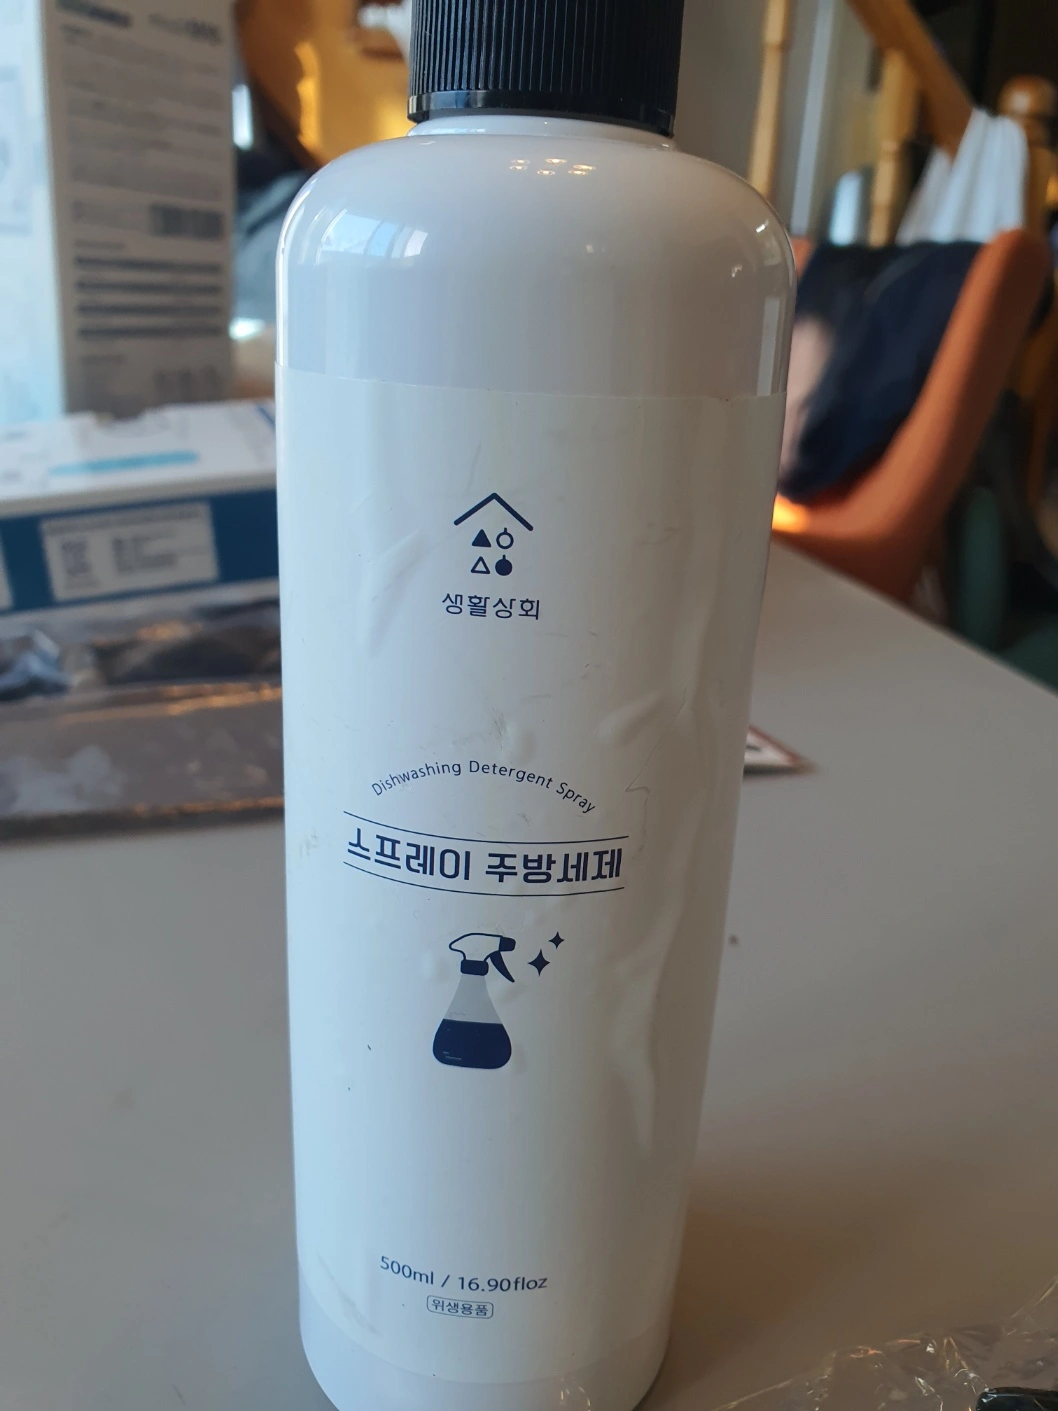 생활상회
Dishwashing Detergent Spray
스프레이 주방세제
500ml / 16.90floz
위생용품